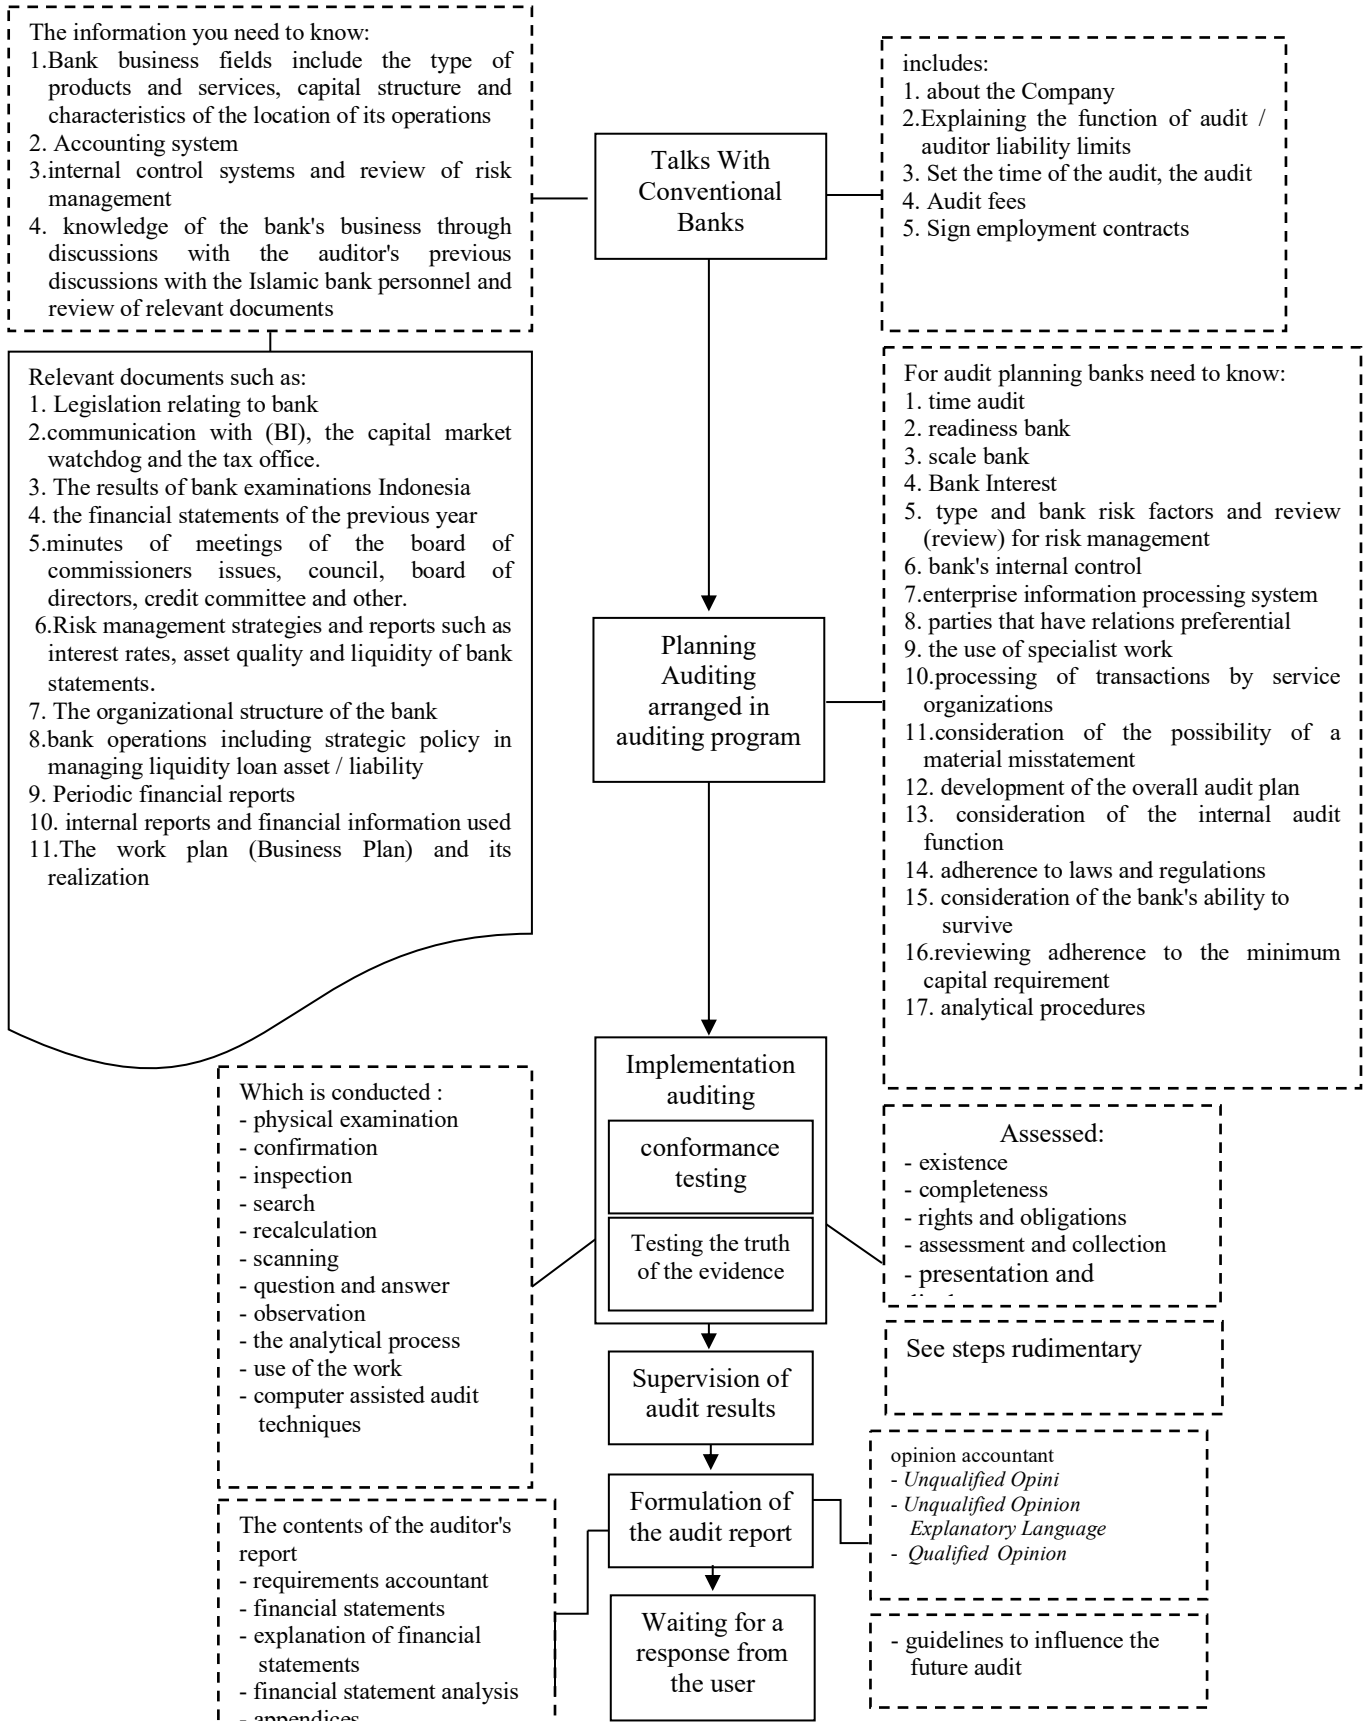 The information you need to know:
1.Bank business fields include the type of
products and services, capital structure and
characteristics of the location of its operations
2. Accounting system
3.internal control systems and review of risk
management
4. knowledge of the bank's business through
discussions with the auditor's previous
discussions with the Islamic bank personnel and
review of relevant documents
Talks With
Conventional
Banks
includes:
1. about the Company
2.Explaining the function of audit /
auditor liability limits
3. Set the time of the audit, the audit
4. Audit fees
5. Sign employment contracts
Relevant documents such as:
1. Legislation relating to bank
2.communication with (BI), the capital market
watchdog and the tax office.
3. The results of bank examinations Indonesia
4. the financial statements of the previous year
5.minutes of meetings of the board of
commissioners issues, council, board of
directors, credit committee and other.
6.Risk management strategies and reports such as
interest rates, asset quality and liquidity of bank
statements.
7. The organizational structure of the bank
8.bank operations including strategic policy in
managing liquidity loan asset / liability
9. Periodic financial reports
10. internal reports and financial information used
11.The work plan (Business Plan) and its
realization
Planning
Auditing
arranged in
auditing program
For audit planning banks need to know:
1. time audit
2. readiness bank
3. scale bank
4. Bank Interest
5. type and bank risk factors and review
(review) for risk management
6. bank's internal control
7.enterprise information processing system
8. parties that have relations preferential
9. the use of specialist work
10.processing of transactions by service
organizations
11.consideration of the possibility of a
material misstatement
12. development of the overall audit plan
13. consideration of the internal audit
function
14. adherence to laws and regulations
15. consideration of the bank's ability to
survive
16.reviewing adherence to the minimum
capital requirement
17. analytical procedures
Implementation
auditing
conformance
testing
Testing the truth
of the evidence
Which is conducted :
- physical examination
- confirmation
- inspection
- search
- recalculation
- scanning
- question and answer
- observation
- the analytical process
- use of the work
- computer assisted audit
techniques
Assessed:
- existence
- completeness
- rights and obligations
- assessment and collection
- presentation and
Supervision of
audit results
See steps rudimentary
Formulation of
the audit report
opinion accountant
- Unqualified Opini
- Unqualified Opinion
Explanatory Language
- Qualified Opinion
The contents of the auditor's
report
- requirements accountant
- financial statements
- explanation of financial
statements
- financial statement analysis
- appendices
Waiting for a
response from
the user
- guidelines to influence the
future audit